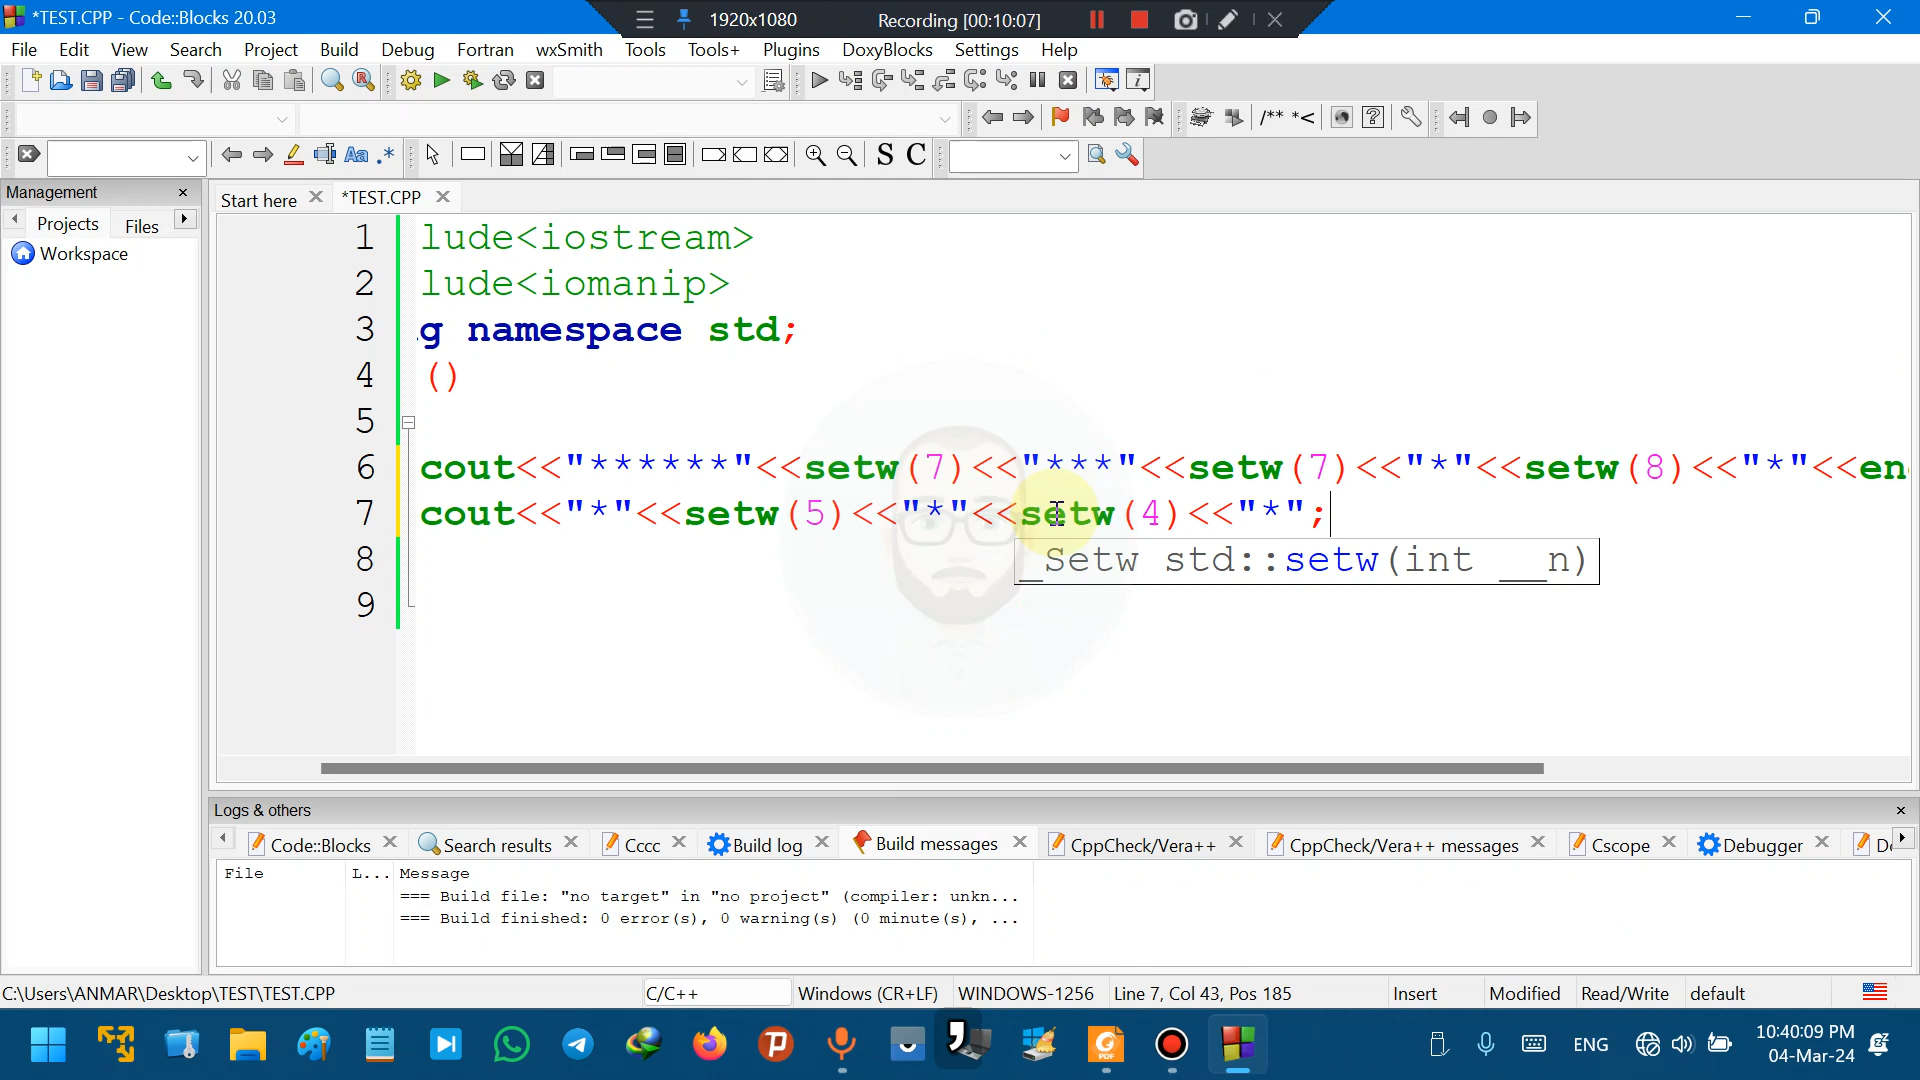 *TEST.CPP - Code::Blocks 20.03
1920x1080
Recording [00:10:07]
File Edit View Search Project Build Debug Fortran wxSmith Tools Tools+ Plugins DoxyBlocks Settings Help
/** *<
Aa .* S C
Management
Start here *TEST.CPP
Projects Files
Workspace
1 lude<iostream>
2 lude<iomanip>
3 g namespace std;
4 ()
5
6 cout<<"******"<<setw(7)<<"***"<<setw(7)<<"*"<<setw(8)<<"*"<<en
7 cout<<"*"<<setw(5)<<"*"<<setw(4)<<"*";
_Setw std::setw(int __n)
8
9
Logs & others
Code::Blocks Search results Cccc Build log Build messages CppCheck/Vera++ CppCheck/Vera++ messages Cscope Debugger D
File L... Message
=== Build file: "no target" in "no project" (compiler: unkn...
=== Build finished: 0 error(s), 0 warning(s) (0 minute(s), ...
C:\Users\ANMAR\Desktop\TEST\TEST.CPP C/C++ Windows (CR+LF) WINDOWS-1256 Line 7, Col 43, Pos 185 Insert Modified Read/Write default
ENG
10:40:09 PM
04-Mar-24